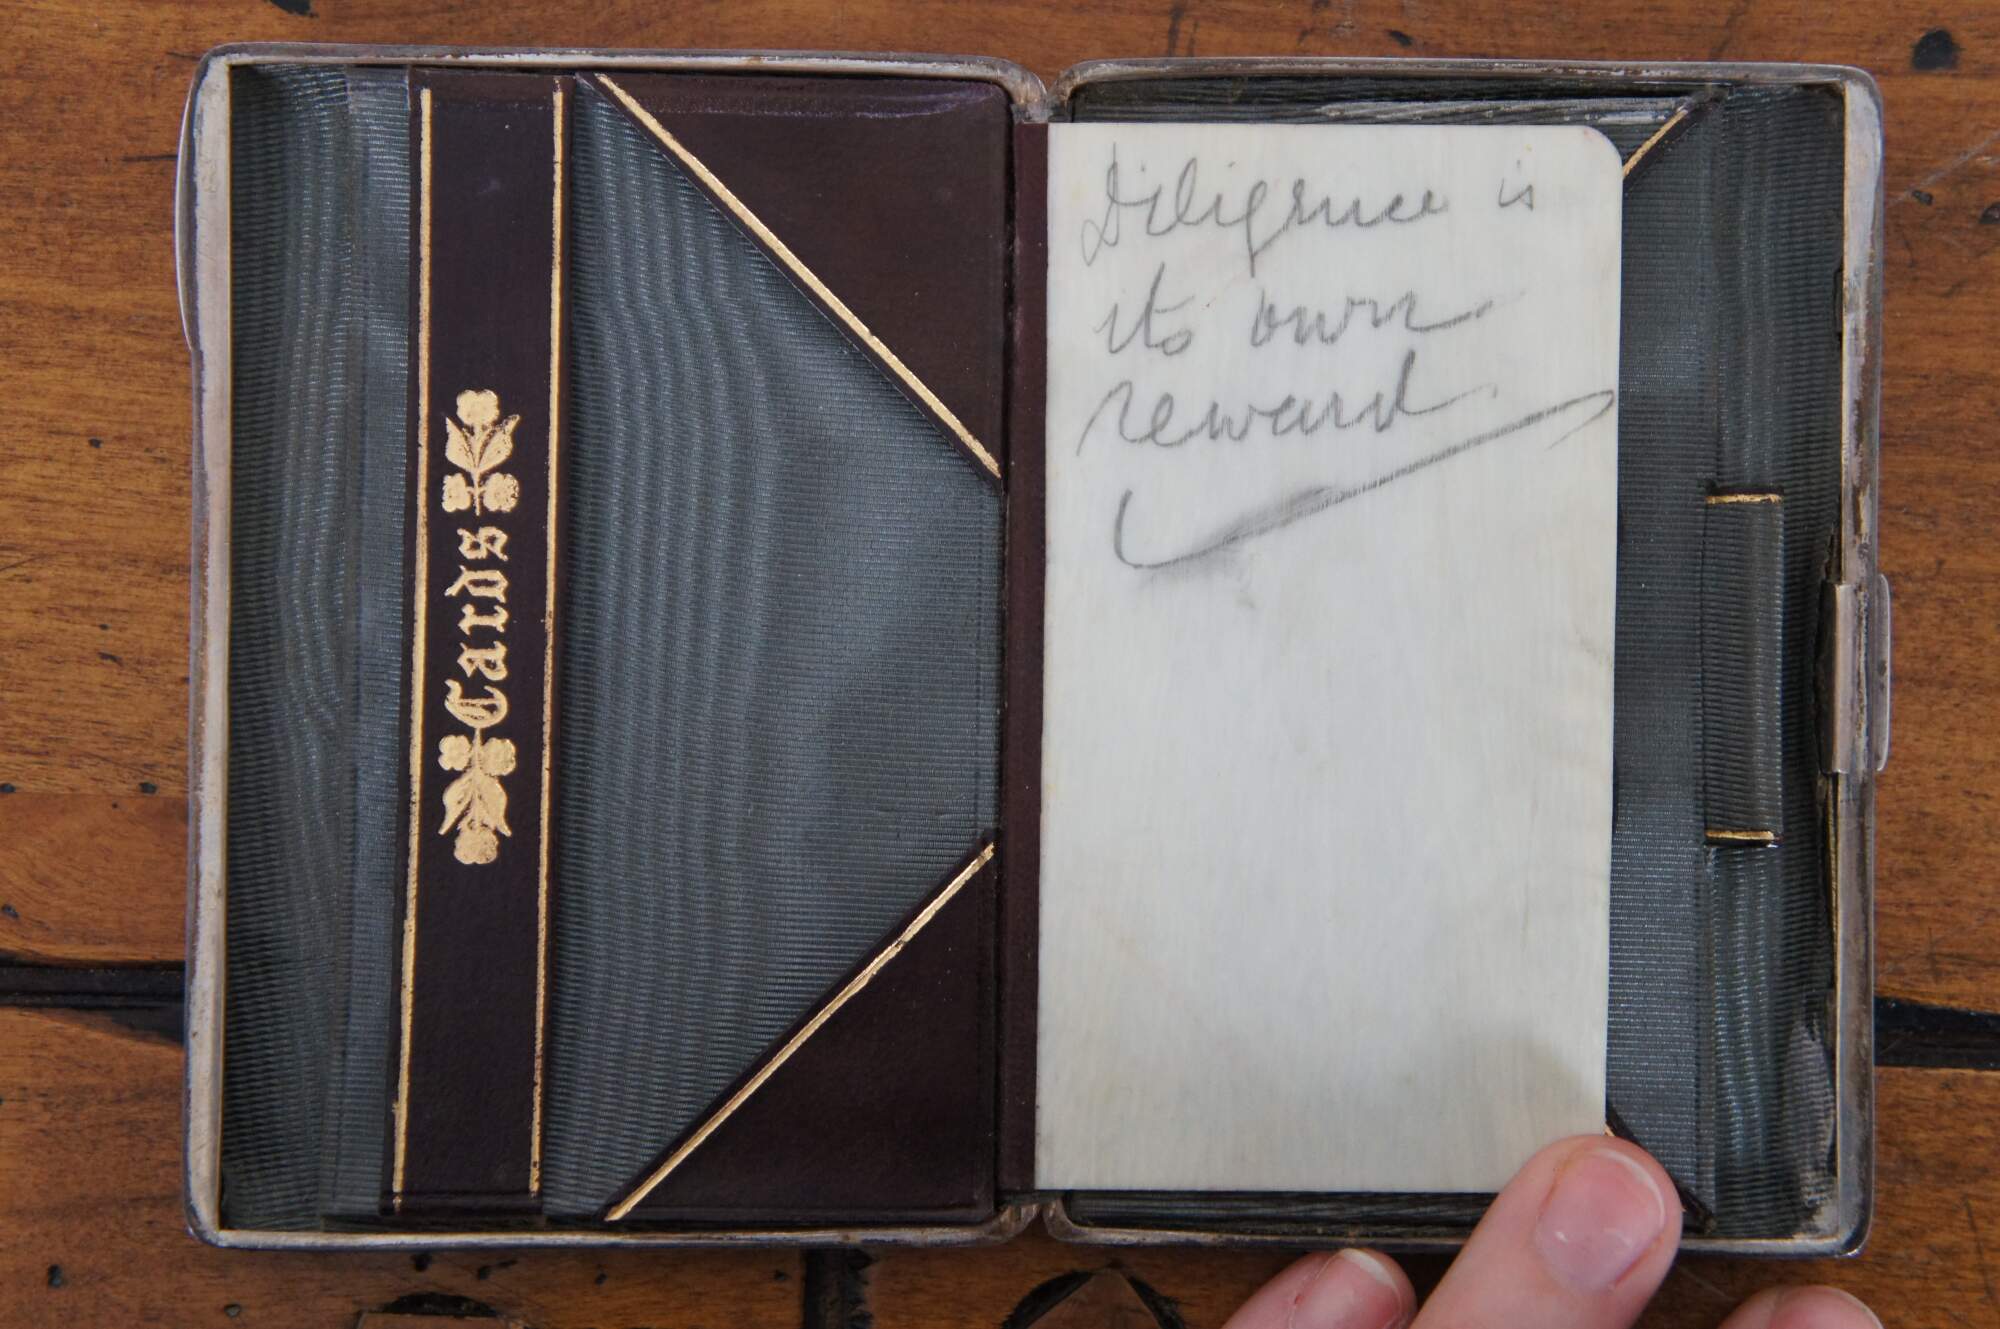 Cards
Diligence is
its own
reward